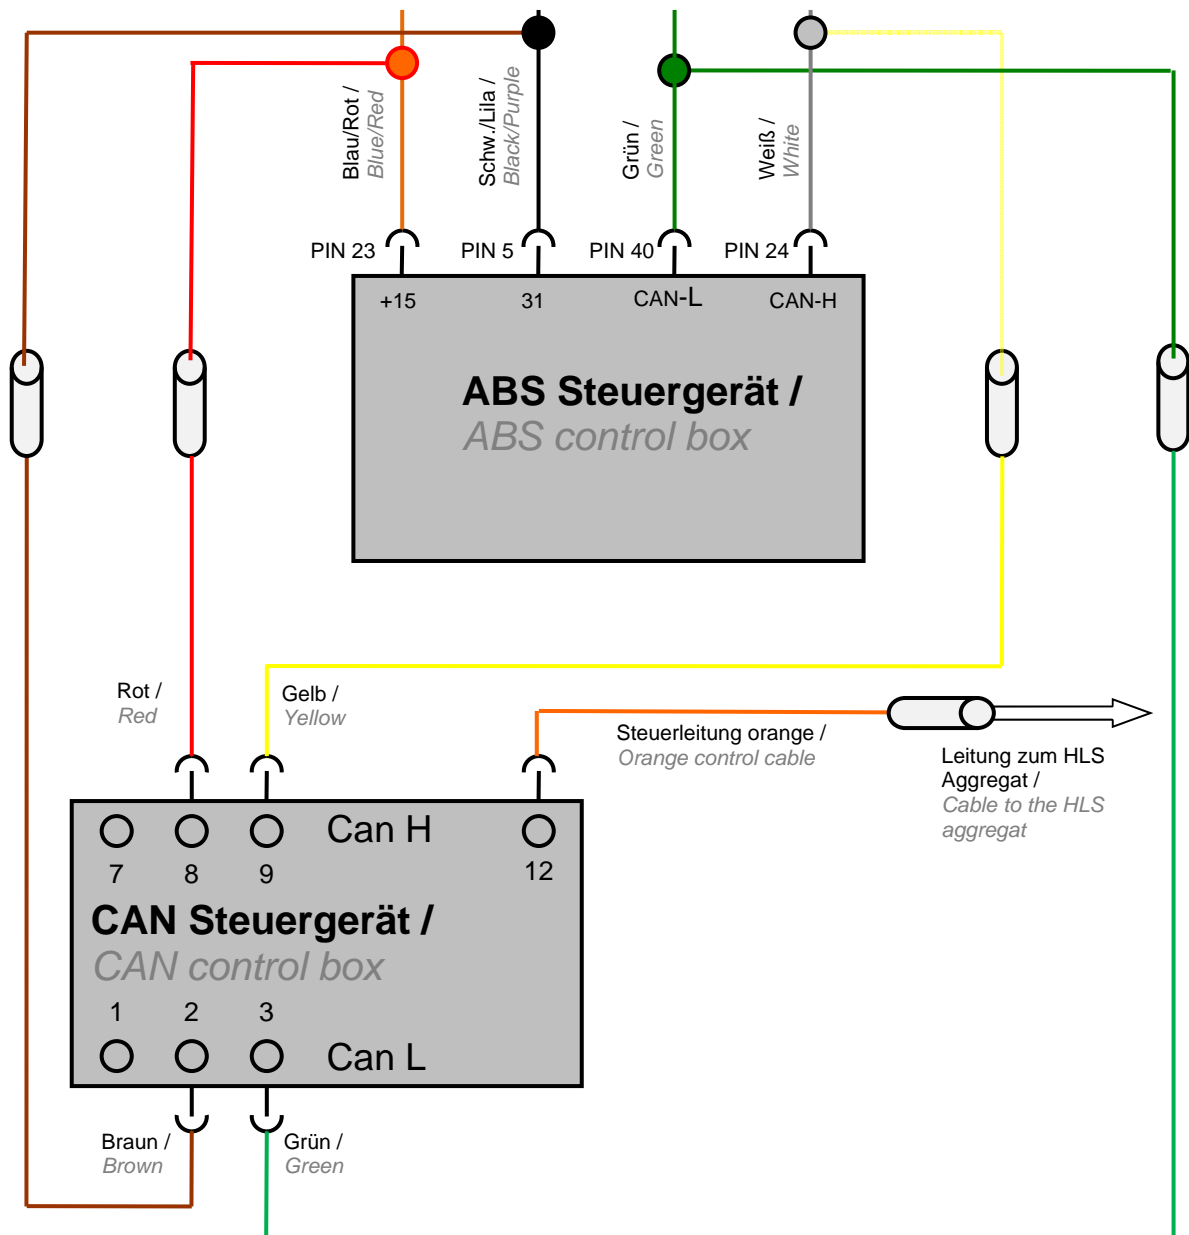 Blau/Rot /
Blue/Red
Schw./Lila /
Black/Purple
Grün /
Green
Weiß /
White
PIN 23
PIN 5
PIN 40
PIN 24
+15
31
CAN-L
CAN-H
ABS Steuergerät /
ABS control box
Rot /
Red
Gelb /
Yellow
Steuerleitung orange /
Orange control cable
Leitung zum HLS
Aggregat /
Cable to the HLS
aggregat
Can H
7
8
9
12
CAN Steuergerät /
CAN control box
1
2
3
Can L
Braun /
Brown
Grün /
Green